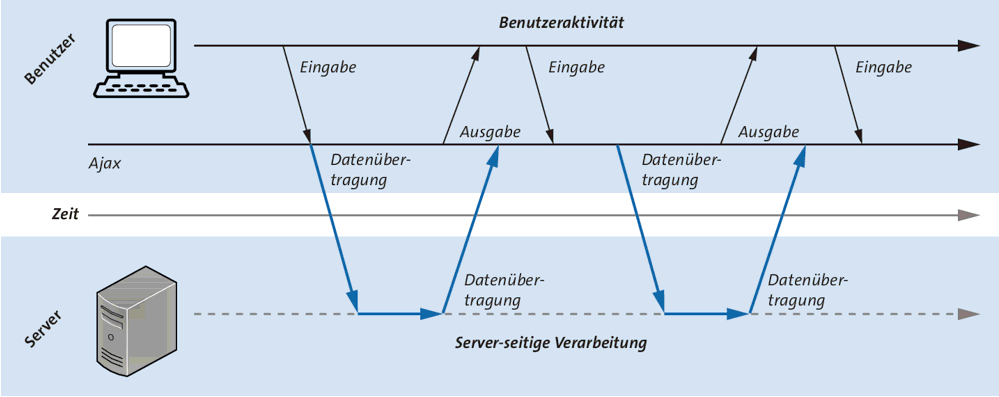 Benutzeraktivität
Benutzer
Eingabe
Eingabe
Eingabe
Ausgabe
Ausgabe
Ajax
Datenüber-
tragung
Datenüber-
tragung
Zeit
Datenüber-
tragung
Datenüber-
tragung
Server
Server-seitige Verarbeitung